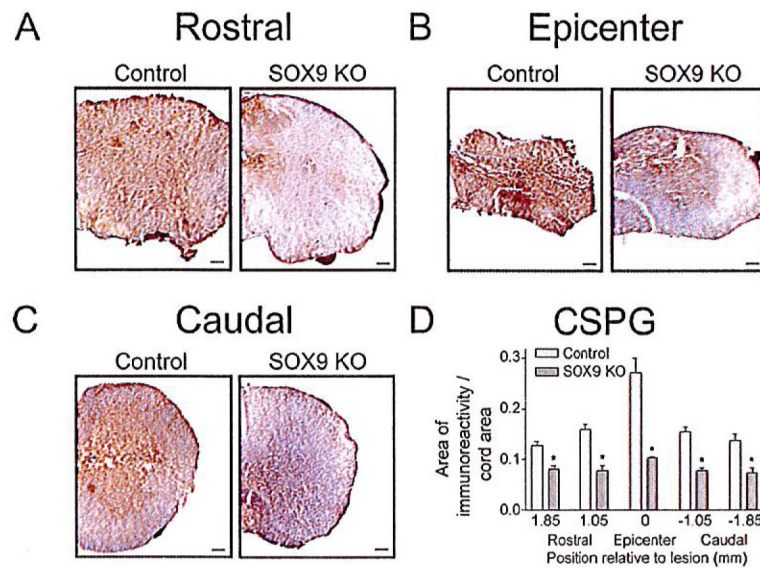 A Rostral
Control SOX9 KO
B Epicenter
Control SOX9 KO
C Caudal
Control SOX9 KO
D CSPG
Control
SOX9 KO
Area of
immunoreactivity /
cord area
0.3
0.2
0.1
0.0
* * * * *
1.85 1.05 0 -1.05 -1.85
Rostral Epicenter Caudal
Position relative to lesion (mm)